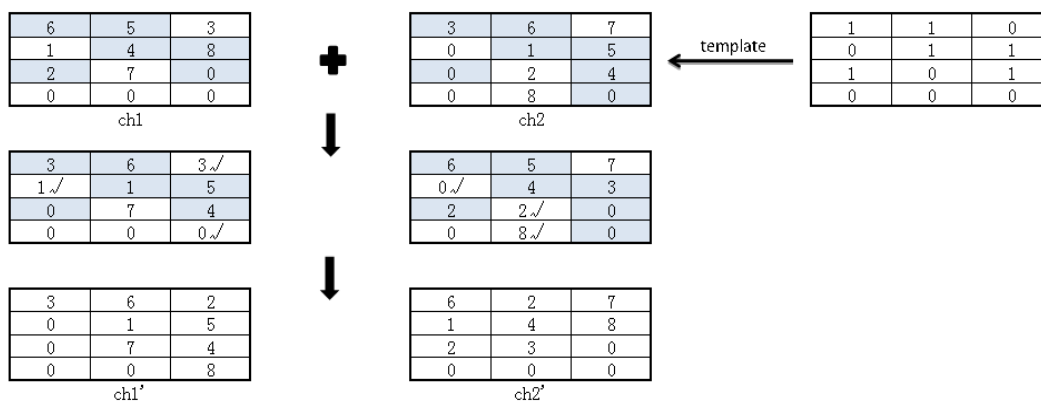 6 5 3 3 6 7 1 1 0
1 4 8 0 1 5 template 0 1 1
2 7 0 0 2 4 1 0 1
0 0 0 0 8 0 0 0 0
ch1 ch2
3 6 3✓ 6 5 7
1✓ 1 5 0✓ 4 3
0 7 4 2 2✓ 0
0 0 0✓ 0 8✓ 0
3 6 2 6 2 7
0 1 5 1 4 8
0 7 4 2 3 0
0 0 8 0 0 0
ch1' ch2'